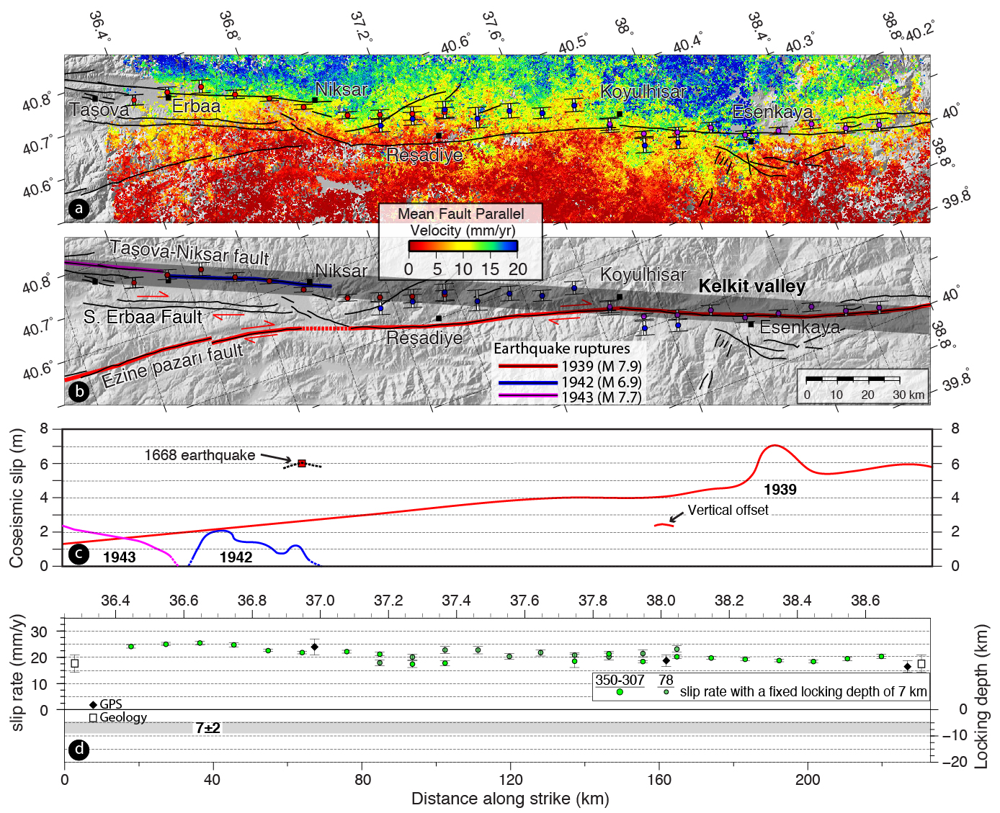 36.4°
36.8°
37.2°
37.6°
38°
38.4°
38.8°
40.2°
40.6°
40.5°
40.4°
40.3°
40.8°
40.7°
40.6°
40°
38.8°
39.8°
Niksar
Koyulhisar
Taşova
Erbaa
Esenkaya
Reşadiye
a
Mean Fault Parallel
Velocity (mm/yr)
0 5 10 15 20
Taşova-Niksar fault
Niksar
Koyulhisar
Kelkit valley
40.8°
40.7°
40.6°
40°
38.8°
39.8°
S. Erbaa Fault
Reşadiye
Esenkaya
Ezine pazarı fault
b
Earthquake ruptures
1939 (M 7.9)
1942 (M 6.9)
1943 (M 7.7)
0 10 20 30 km
Coseismic slip (m)
8 8
6 6
4 4
2 2
0 0
1668 earthquake
1939
Vertical offset
1943
1942
c
36.4 36.6 36.8 37.0 37.2 37.4 37.6 37.8 38.0 38.2 38.4 38.6
slip rate (mm/y)
30
20
10
0
350-307 78
slip rate with a fixed locking depth of 7 km
GPS
Geology
7±2
d
0
−10
−20
Locking depth (km)
0 40 80 120 160 200
Distance along strike (km)